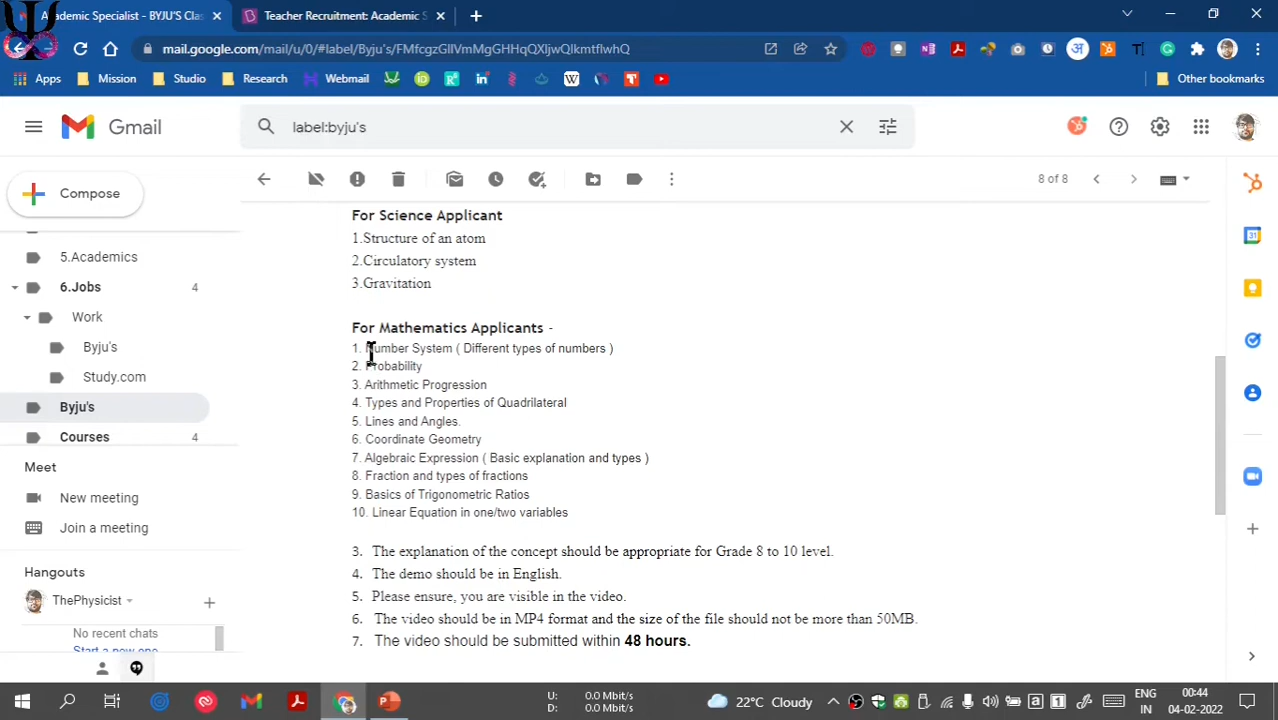 Academic Specialist - BYJU'S Clas
Teacher Recruitment: Academic S
mail.google.com/mail/u/0/#label/Byju's/FMfcgzGllVmMgGHHqQXljwQlkmtflwhQ
Apps
Mission
Studio
Research
Webmail
Other bookmarks
Gmail
label:byju's
Compose
8 of 8
5.Academics
6.Jobs 4
Work
Byju's
Study.com
Byju's
Courses 4
Meet
New meeting
Join a meeting
Hangouts
ThePhysicist
No recent chats
Start a new one
For Science Applicant
1.Structure of an atom
2.Circulatory system
3.Gravitation
For Mathematics Applicants -
1. Number System ( Different types of numbers )
2. Probability
3. Arithmetic Progression
4. Types and Properties of Quadrilateral
5. Lines and Angles.
6. Coordinate Geometry
7. Algebraic Expression ( Basic explanation and types )
8. Fraction and types of fractions
9. Basics of Trigonometric Ratios
10. Linear Equation in one/two variables
3. The explanation of the concept should be appropriate for Grade 8 to 10 level.
4. The demo should be in English.
5. Please ensure, you are visible in the video.
6. The video should be in MP4 format and the size of the file should not be more than 50MB.
7. The video should be submitted within 48 hours.
U: 0.0 Mbit/s
D: 0.0 Mbit/s
22°C Cloudy
ENG
IN
00:44
04-02-2022